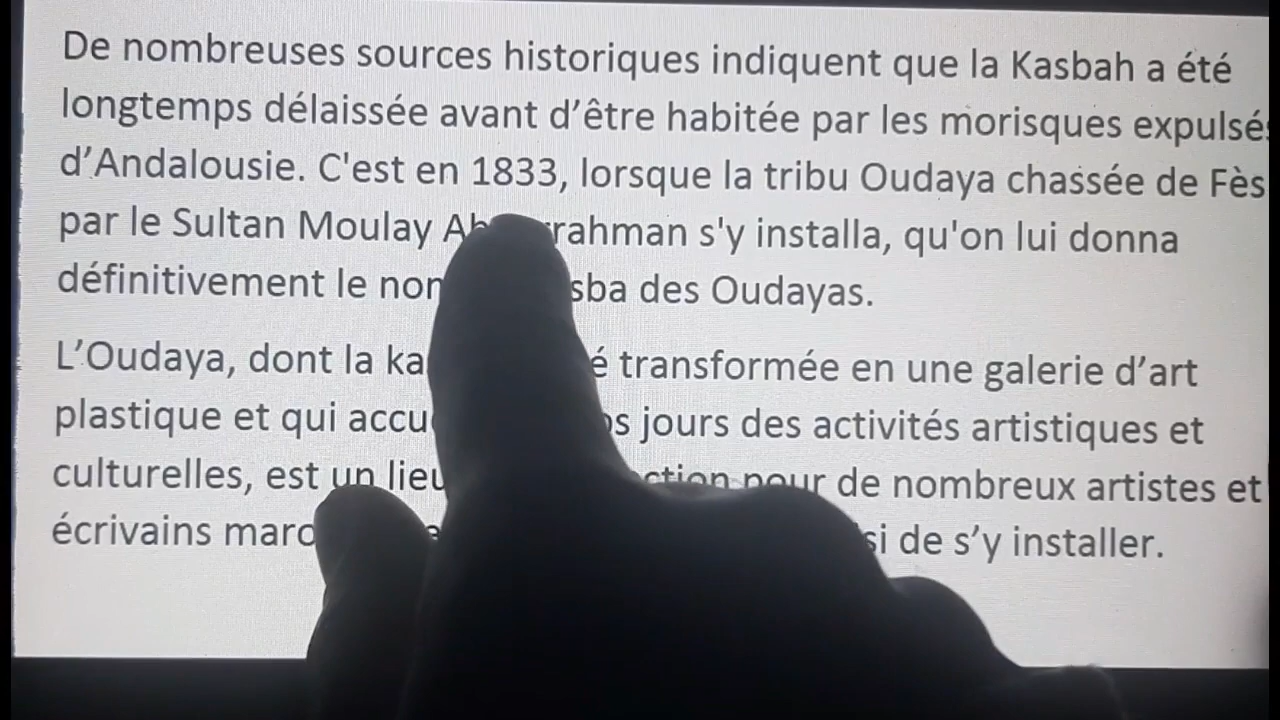 De nombreuses sources historiques indiquent que la Kasbah a été
longtemps délaissée avant d’être habitée par les morisques expulsés
d’Andalousie. C'est en 1833, lorsque la tribu Oudaya chassée de Fès
par le Sultan Moulay s'y installa, qu'on lui donna
définitivement le des Oudayas.
L’Oudaya, dont la transformée en une galerie d’art
plastique et qui jours des activités artistiques et
culturelles, est un lieu pour de nombreux artistes et
écrivains de s’y installer.